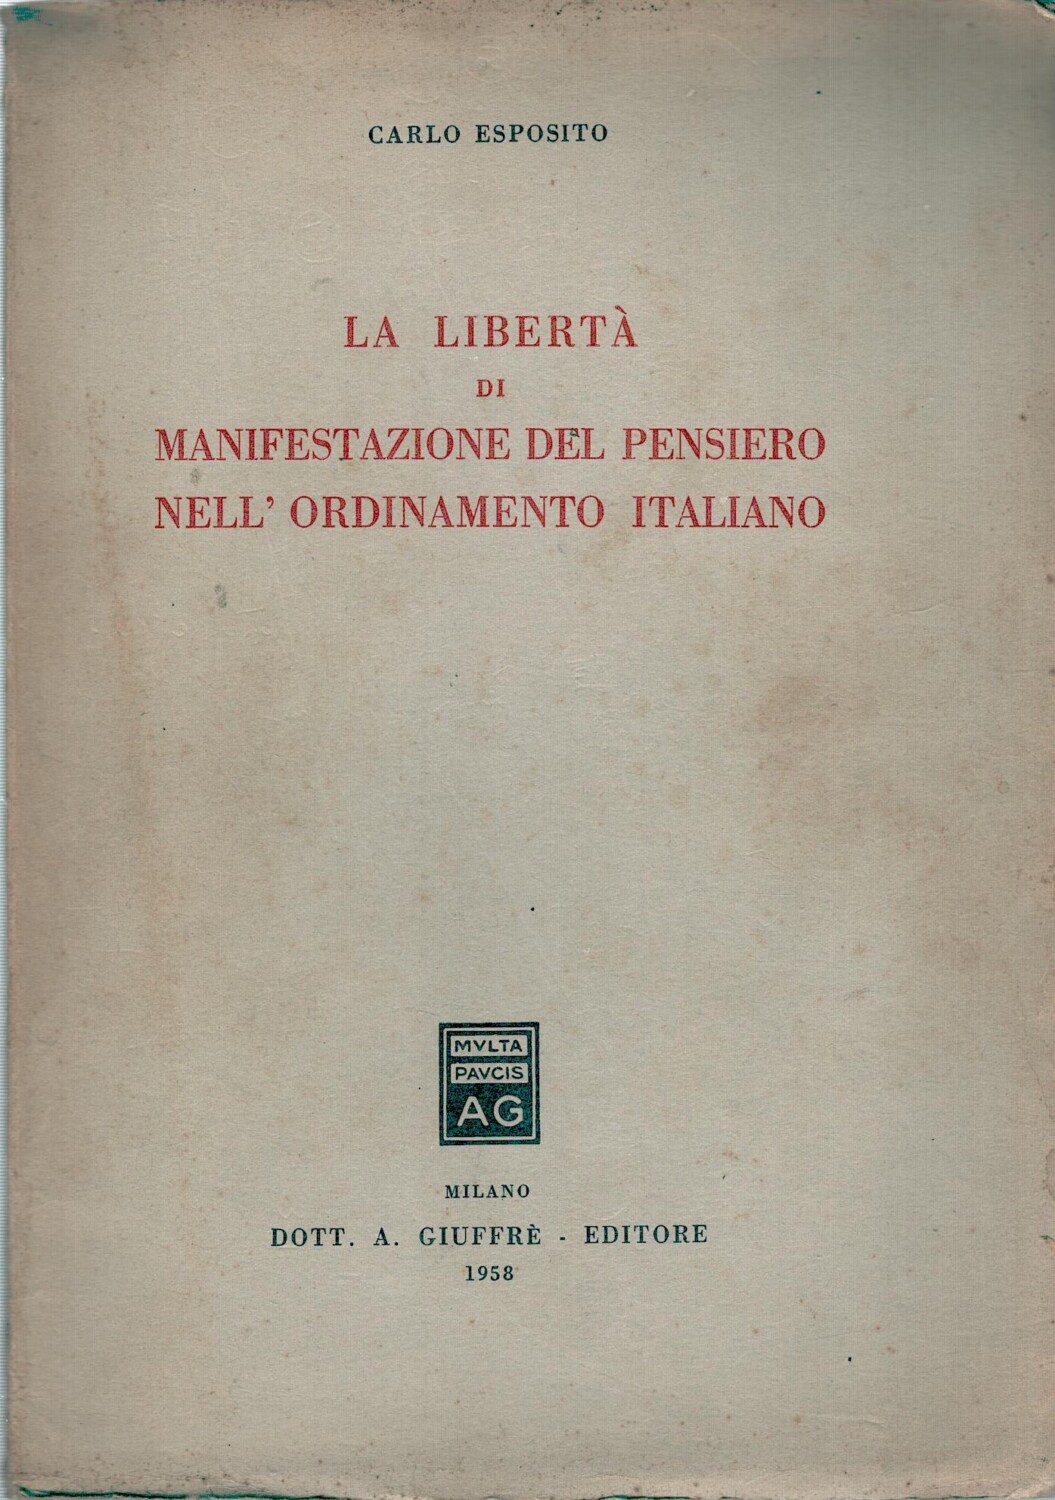 CARLO ESPOSITO
LA LIBERTÀ
DI
MANIFESTAZIONE DEL PENSIERO
NELL' ORDINAMENTO ITALIANO
MVLTA
PAVCIS
AG
MILANO
DOTT. A. GIUFFRÈ - EDITORE
1958